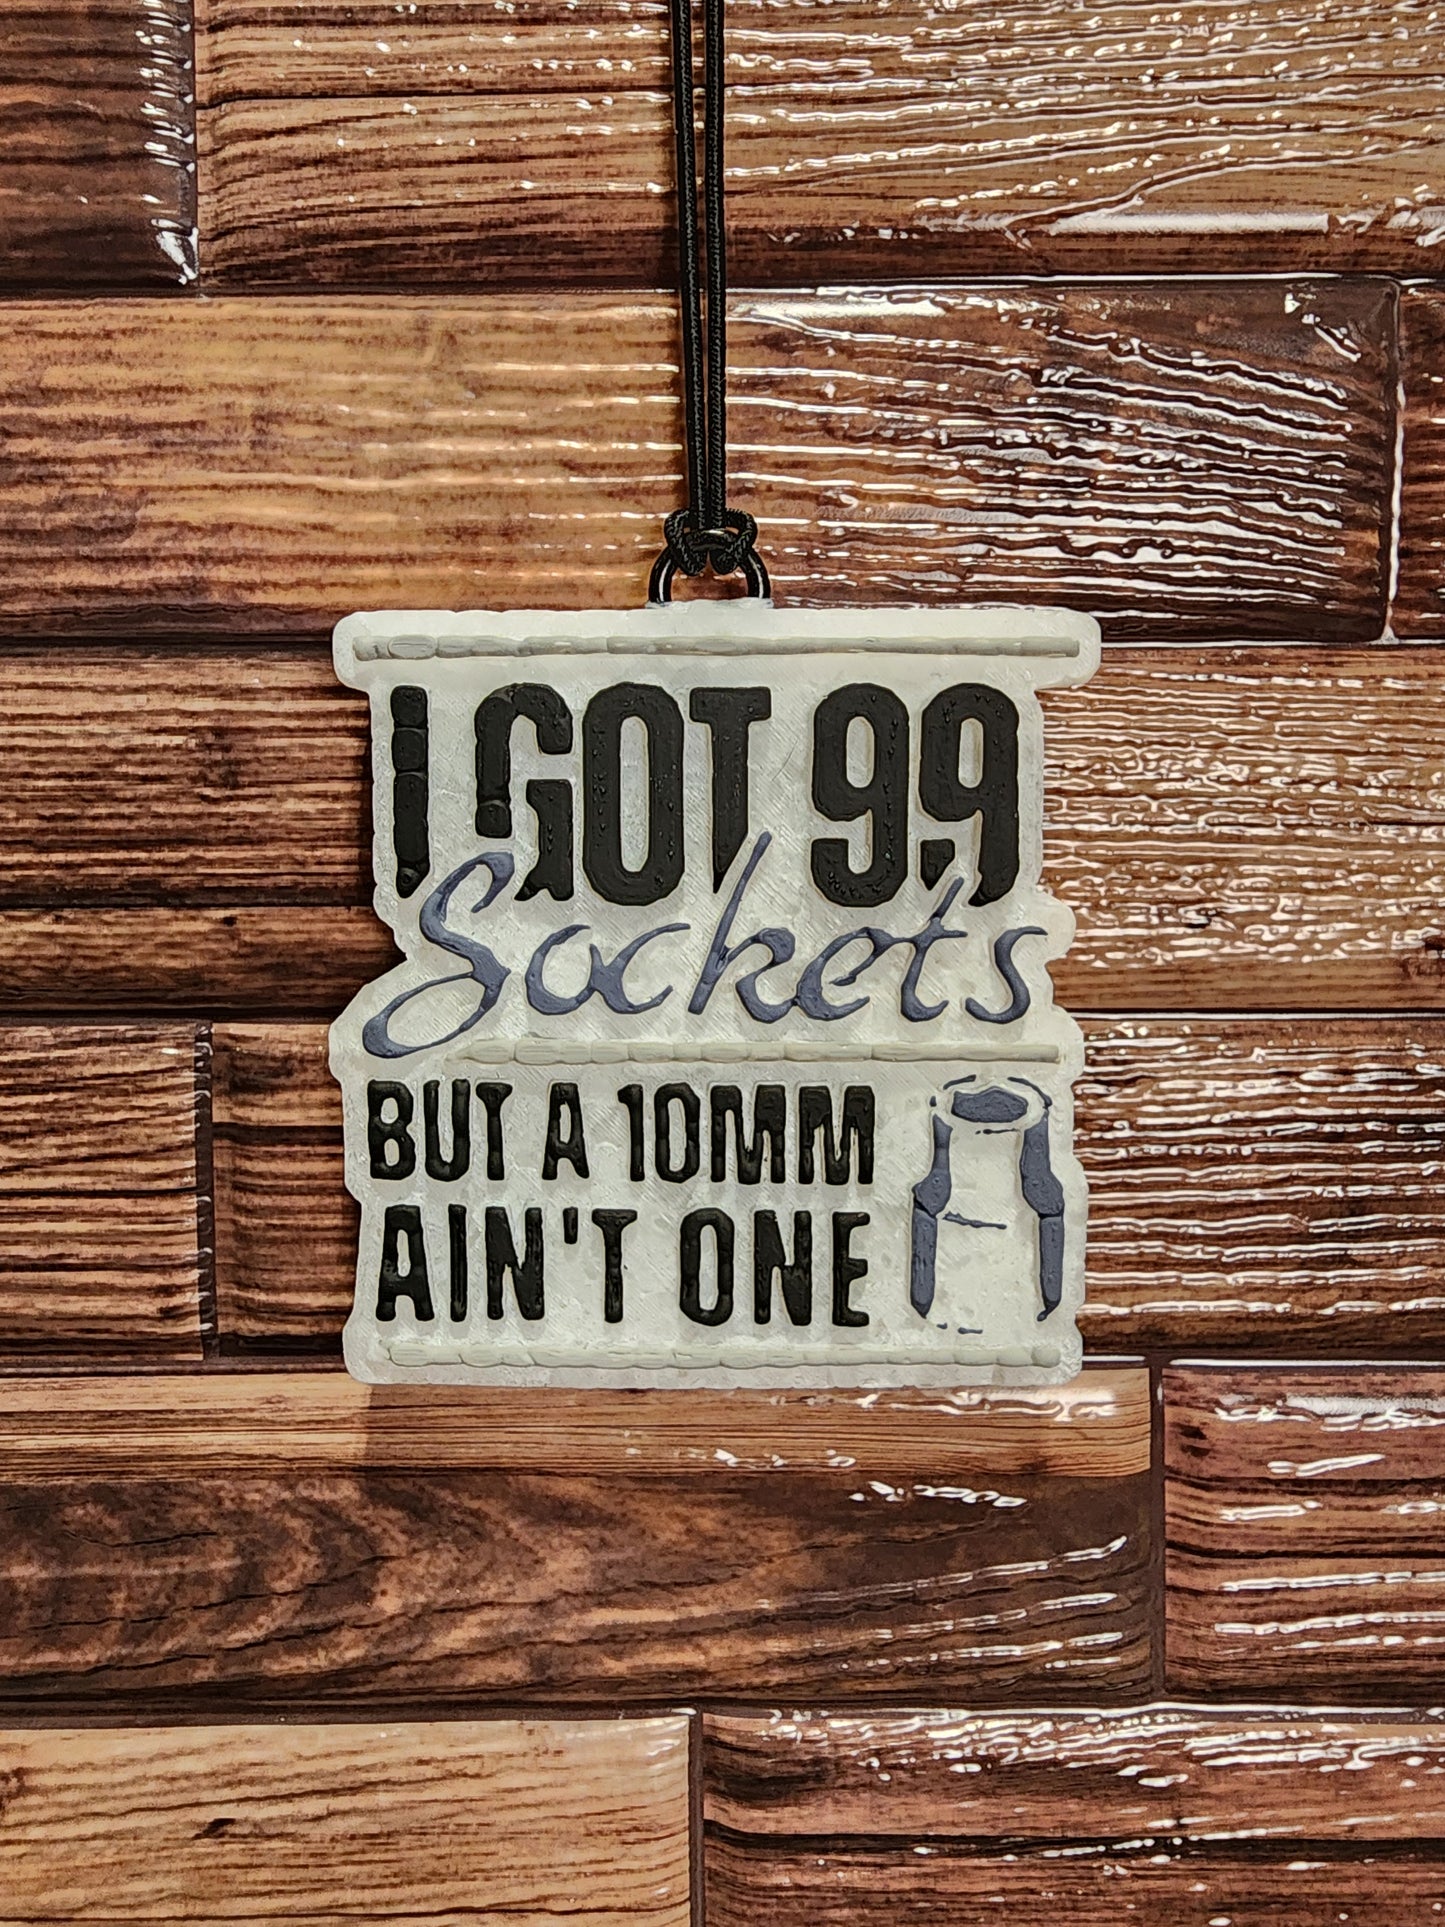 I GOT 99
Sockets
BUT A 10MM
AIN'T ONE